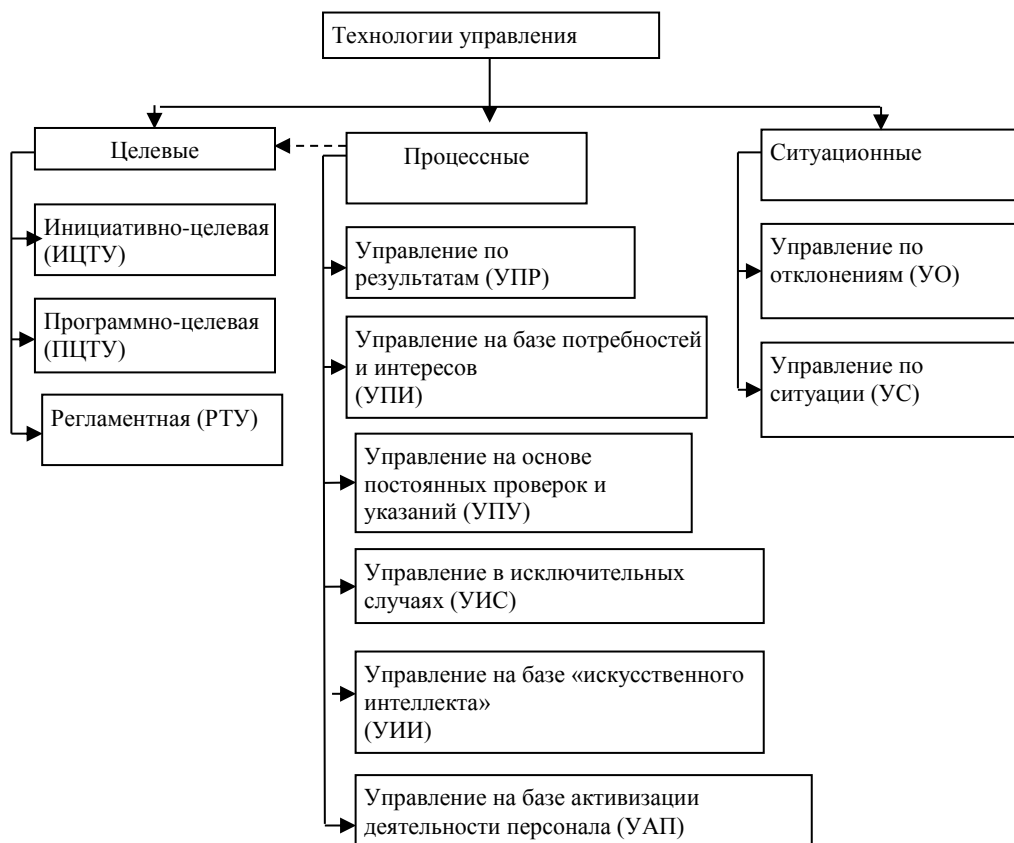 Технологии управления
Целевые
Процессные
Ситуационные
Инициативно-целевая
(ИЦТУ)
Программно-целевая
(ПЦТУ)
Регламентная (РТУ)
Управление по
результатам (УПР)
Управление на базе потребностей
и интересов
(УПИ)
Управление на основе
постоянных проверок и
указаний (УПУ)
Управление в исключительных
случаях (УИС)
Управление на базе «искусственного
интеллекта»
(УИИ)
Управление на базе активизации
деятельности персонала (УАП)
Управление по
отклонениям (УО)
Управление по
ситуации (УС)